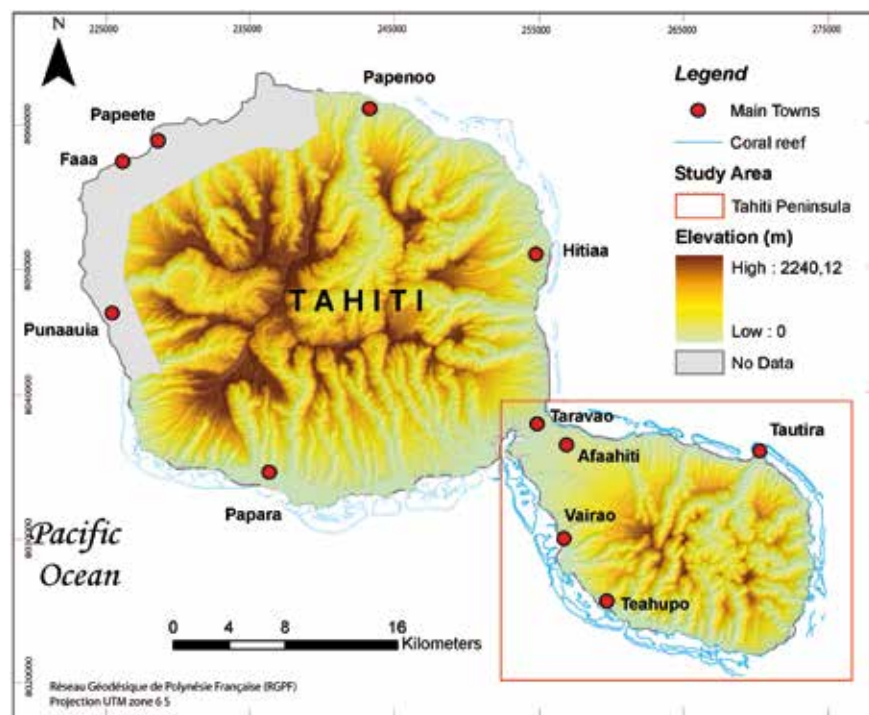 225000
235000
245000
255000
265000
275000
N
Papenoo
Papeete
Faaa
Hitiaa
TAHITI
Punaauia
Papara
Taravao
Afaahiti
Tautira
Vairao
Teahupo
Pacific
Ocean
0 4 8 16
Kilometers
Réseau Géodésique de Polynésie Française (RGPF)
Projection UTM zone 6 S
Legend
Main Towns
Coral reef
Study Area
Tahiti Peninsula
Elevation (m)
High : 2240,12
Low : 0
No Data
8040000
8020000